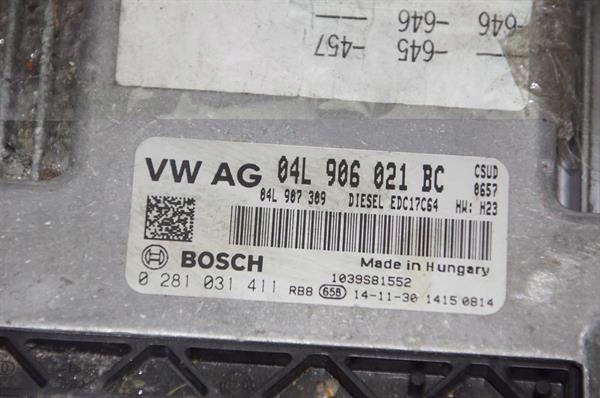 -646
-646
-645
-457
VW AG 04L 906 021 BC CSUD 0657
04L 907 309 DIESEL EDC17C64 HW: H23
BOSCH Made in Hungary
1039S81552
0 281 031 411 RB8 658 14-11-30 1415 0814